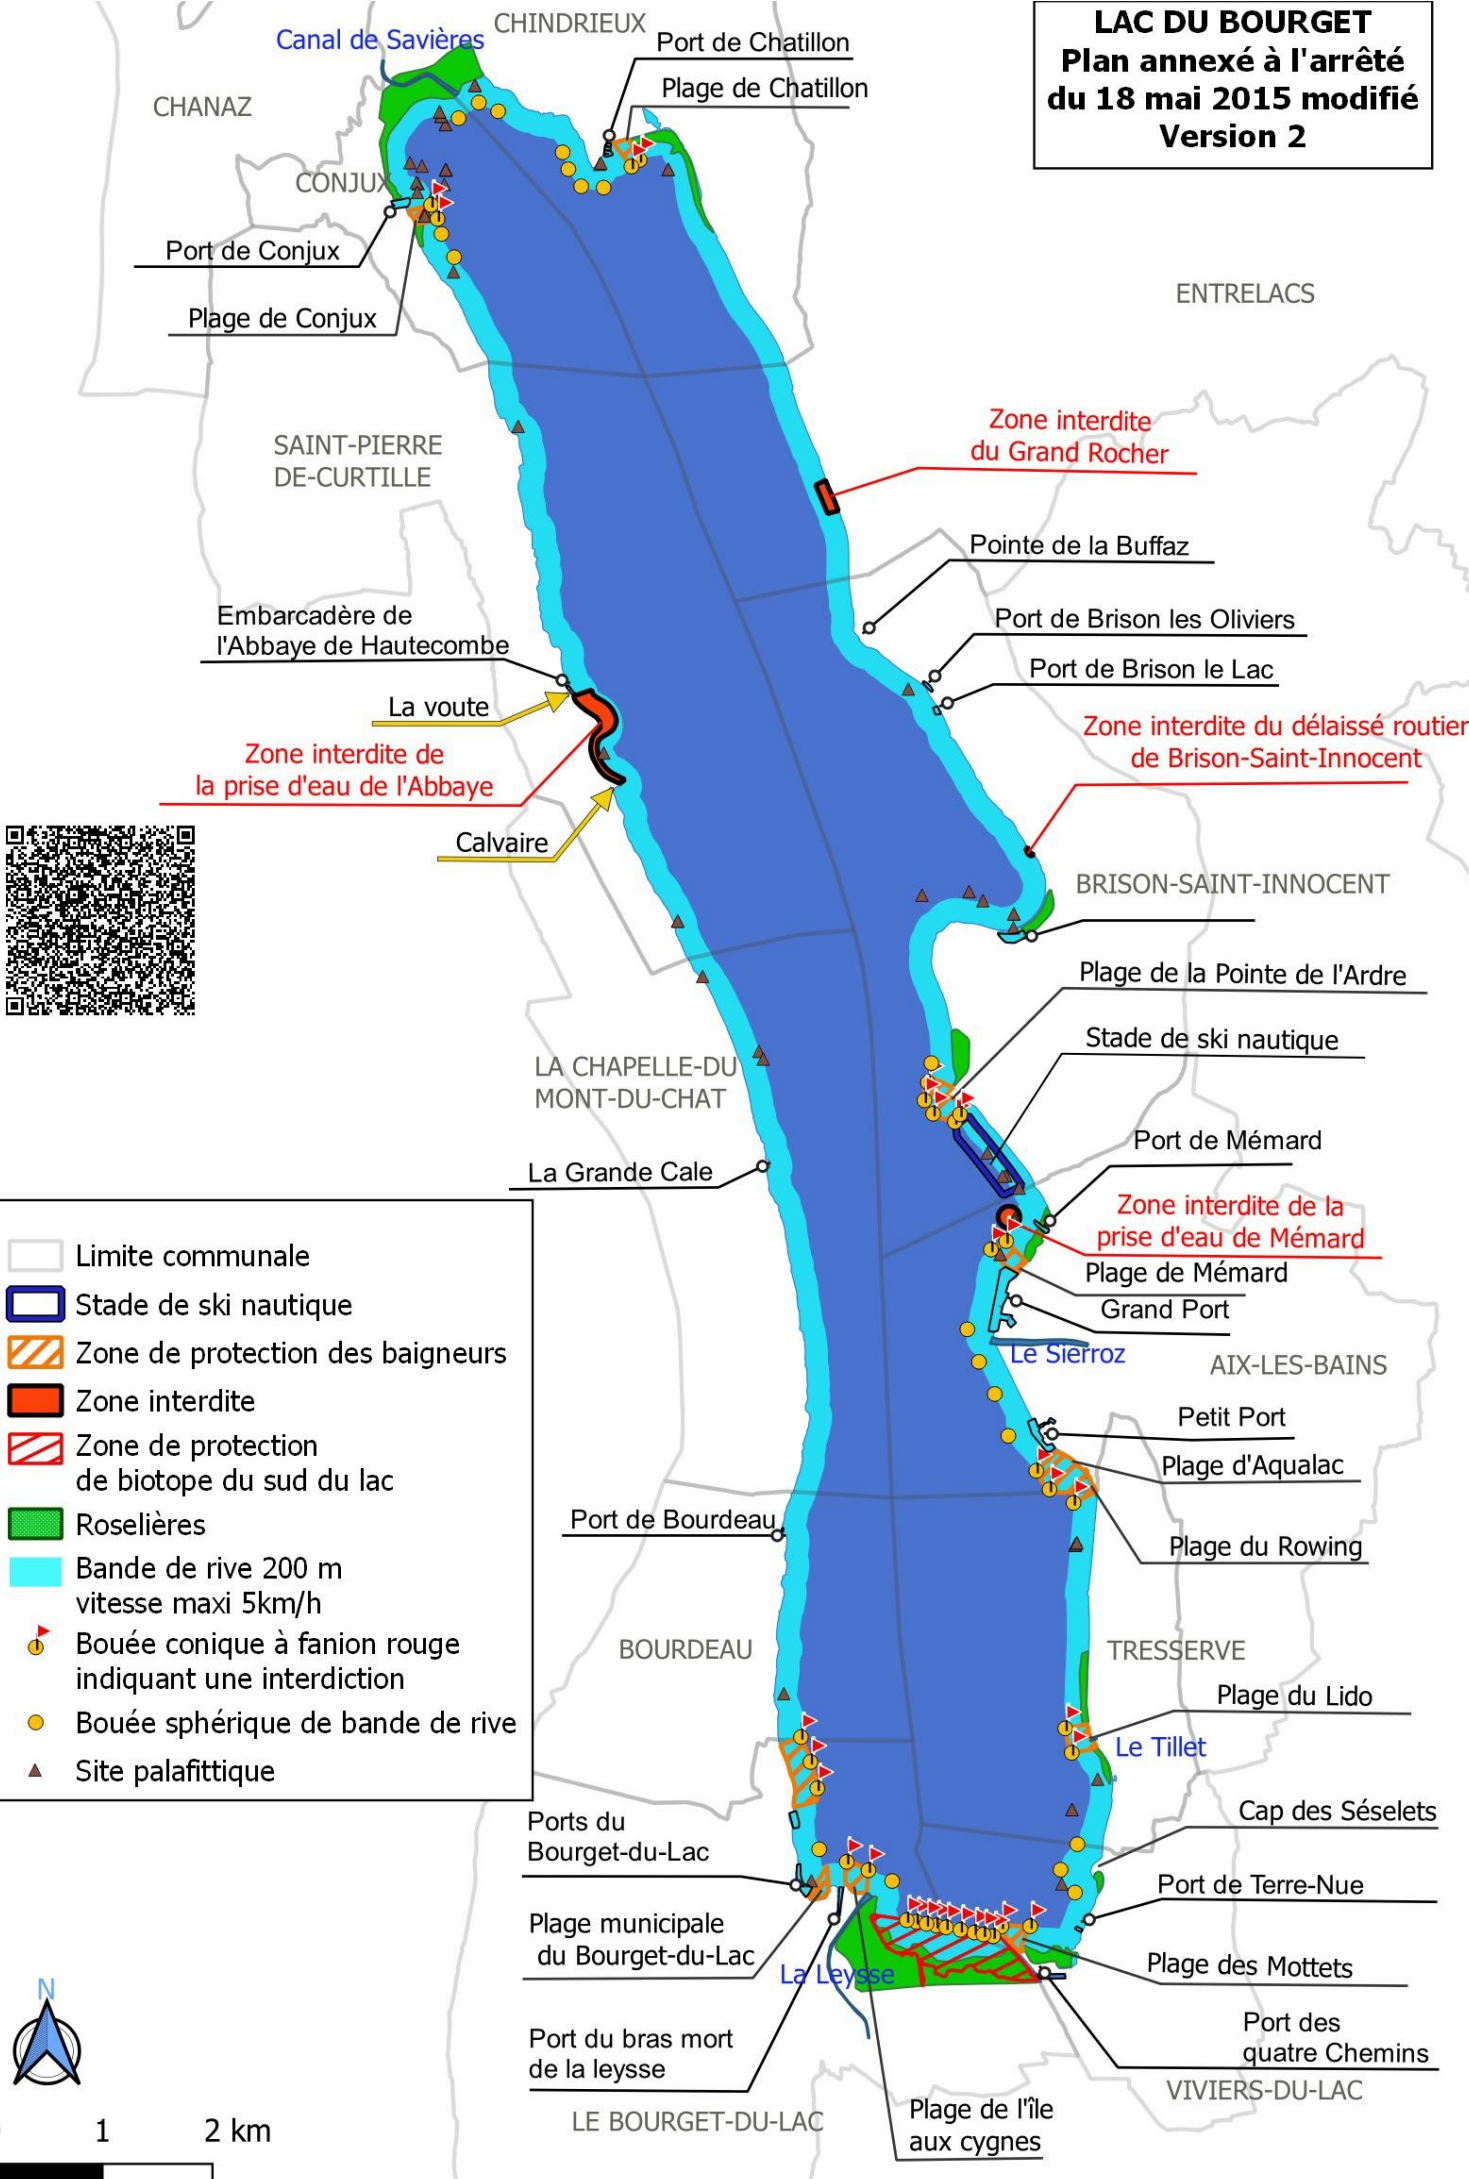 LAC DU BOURGET
Plan annexé à l'arrêté
du 18 mai 2015 modifié
Version 2
CHINDRIEUX
Canal de Savières
Port de Chatillon
Plage de Chatillon
CHANAZ
CONJUX
Port de Conjux
Plage de Conjux
ENTRELACS
SAINT-PIERRE
DE-CURTILLE
Zone interdite
du Grand Rocher
Pointe de la Buffaz
Embarcadère de
l'Abbaye de Hautecombe
Port de Brison les Oliviers
Port de Brison le Lac
La voute
Zone interdite de
la prise d'eau de l'Abbaye
Zone interdite du délaissé routier
de Brison-Saint-Innocent
Calvaire
BRISON-SAINT-INNOCENT
Plage de la Pointe de l'Ardre
Stade de ski nautique
LA CHAPELLE-DU
MONT-DU-CHAT
Port de Mémard
La Grande Cale
Zone interdite de la
prise d'eau de Mémard
Plage de Mémard
Grand Port
Le Sierroz
AIX-LES-BAINS
Petit Port
Plage d'Aqualac
Port de Bourdeau
Plage du Rowing
BOURDEAU
TRESSERVE
Plage du Lido
Le Tillet
Cap des Séselets
Ports du
Bourget-du-Lac
Port de Terre-Nue
Plage municipale
du Bourget-du-Lac
La Leysse
Plage des Mottets
Port du bras mort
de la leysse
Port des
quatre Chemins
VIVIERS-DU-LAC
LE BOURGET-DU-LAC
Plage de l'île
aux cygnes
Limite communale
Stade de ski nautique
Zone de protection des baigneurs
Zone interdite
Zone de protection
de biotope du sud du lac
Roselières
Bande de rive 200 m
vitesse maxi 5km/h
Bouée conique à fanion rouge
indiquant une interdiction
Bouée sphérique de bande de rive
Site palafittique
N
1 2 km